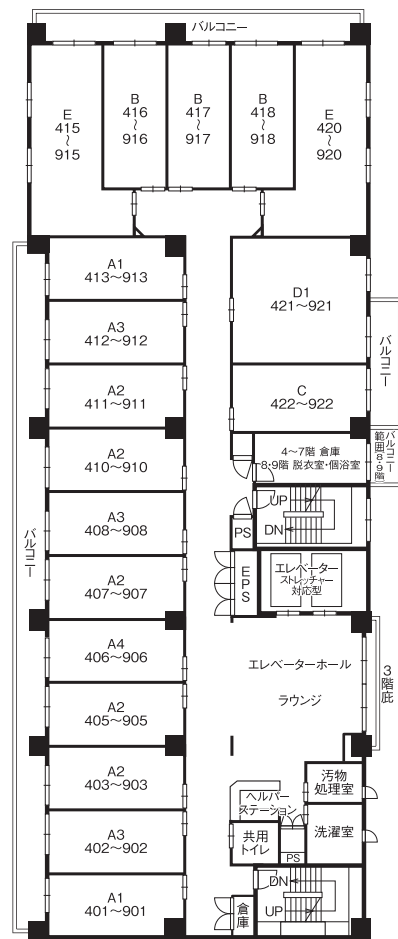 バルコニー
E
415
〜
915
B
416
〜
916
B
417
〜
917
B
418
〜
918
E
420
〜
920
A1
413〜913
A3
412〜912
A2
411〜911
A2
410〜910
A3
408〜908
A2
407〜907
A4
406〜906
A2
405〜905
A2
403〜903
A3
402〜902
A1
401〜901
バルコニー
D1
421〜921
C
422〜922
バルコニー
バルコニー
範囲8・9階
4〜7階 倉庫
8・9階 脱衣室・個浴室
UP
DN
PS
EPS
エレベーター
ストレッチャー
対応型
エレベーターホール
ラウンジ
3階庇
汚物
処理室
ヘルパー
ステーション
洗濯室
共用
トイレ
PS
DN
UP
倉庫